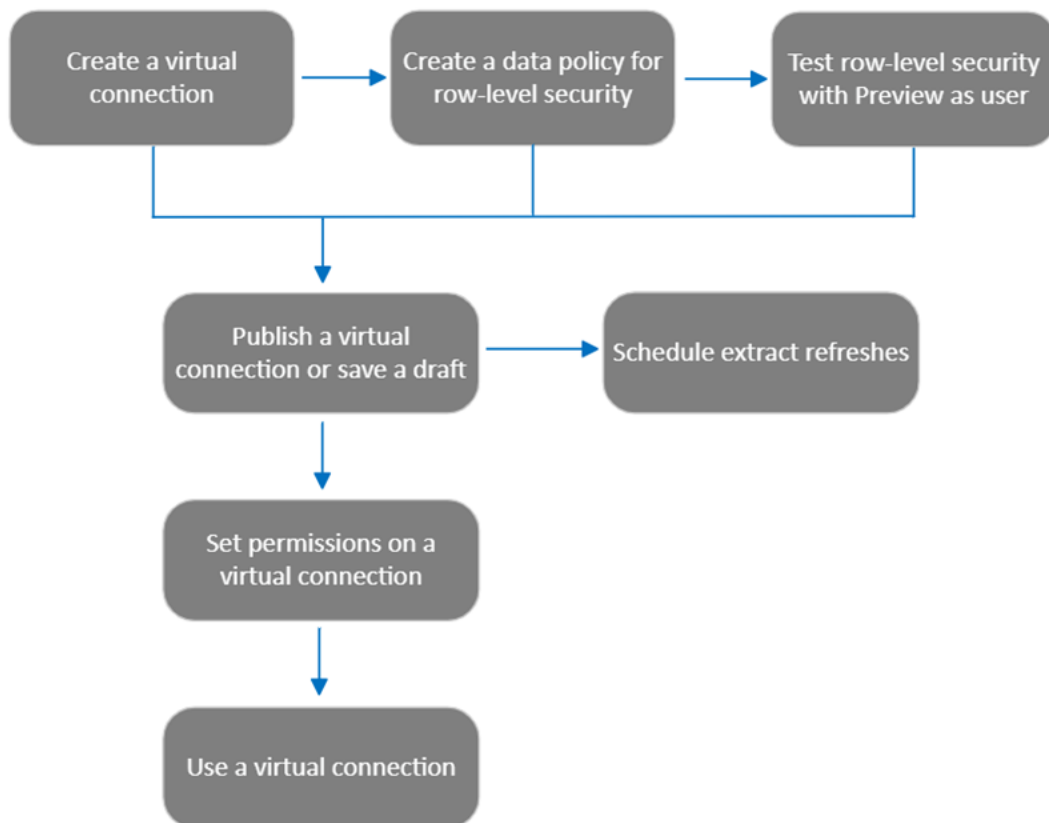 Create a virtual
connection
Create a data policy for
row-level security
Test row-level security
with Preview as user
Publish a virtual
connection or save a draft
Schedule extract refreshes
Set permissions on a
virtual connection
Use a virtual connection